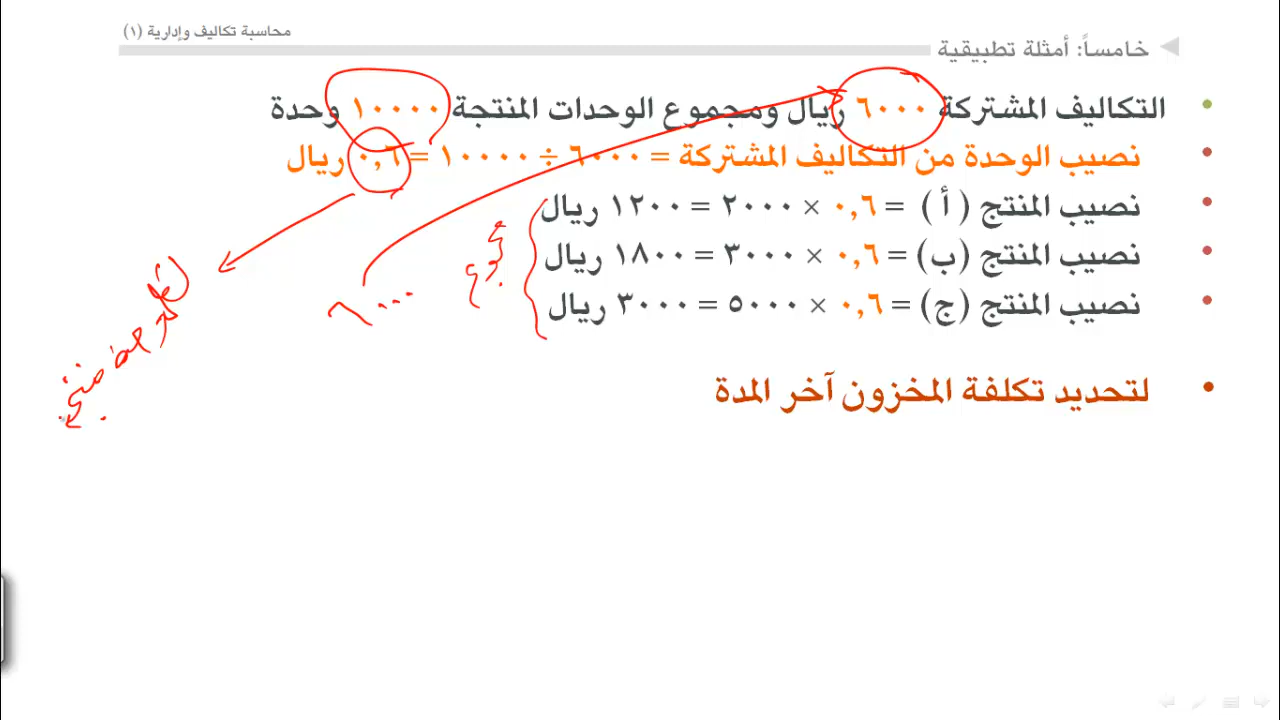 محاسبة تكاليف وإدارية (١)
خامساً: أمثلة تطبيقية
التكاليف المشتركة ٦٠٠٠ ريال ومجموع الوحدات المنتجة ١٠٠٠٠ وحدة
نصيب الوحدة من التكاليف المشتركة = ٦٠٠٠ ÷ ١٠٠٠٠ = ٠,٦ ريال
نصيب المنتج (أ) = ٠,٦ × ٢٠٠٠ = ١٢٠٠ ريال
نصيب المنتج (ب) = ٠,٦ × ٣٠٠٠ = ١٨٠٠ ريال
نصيب المنتج (ج) = ٠,٦ × ٥٠٠٠ = ٣٠٠٠ ريال
مجموع
٦٠٠٠
لتحديد تكلفة المخزون آخر المدة